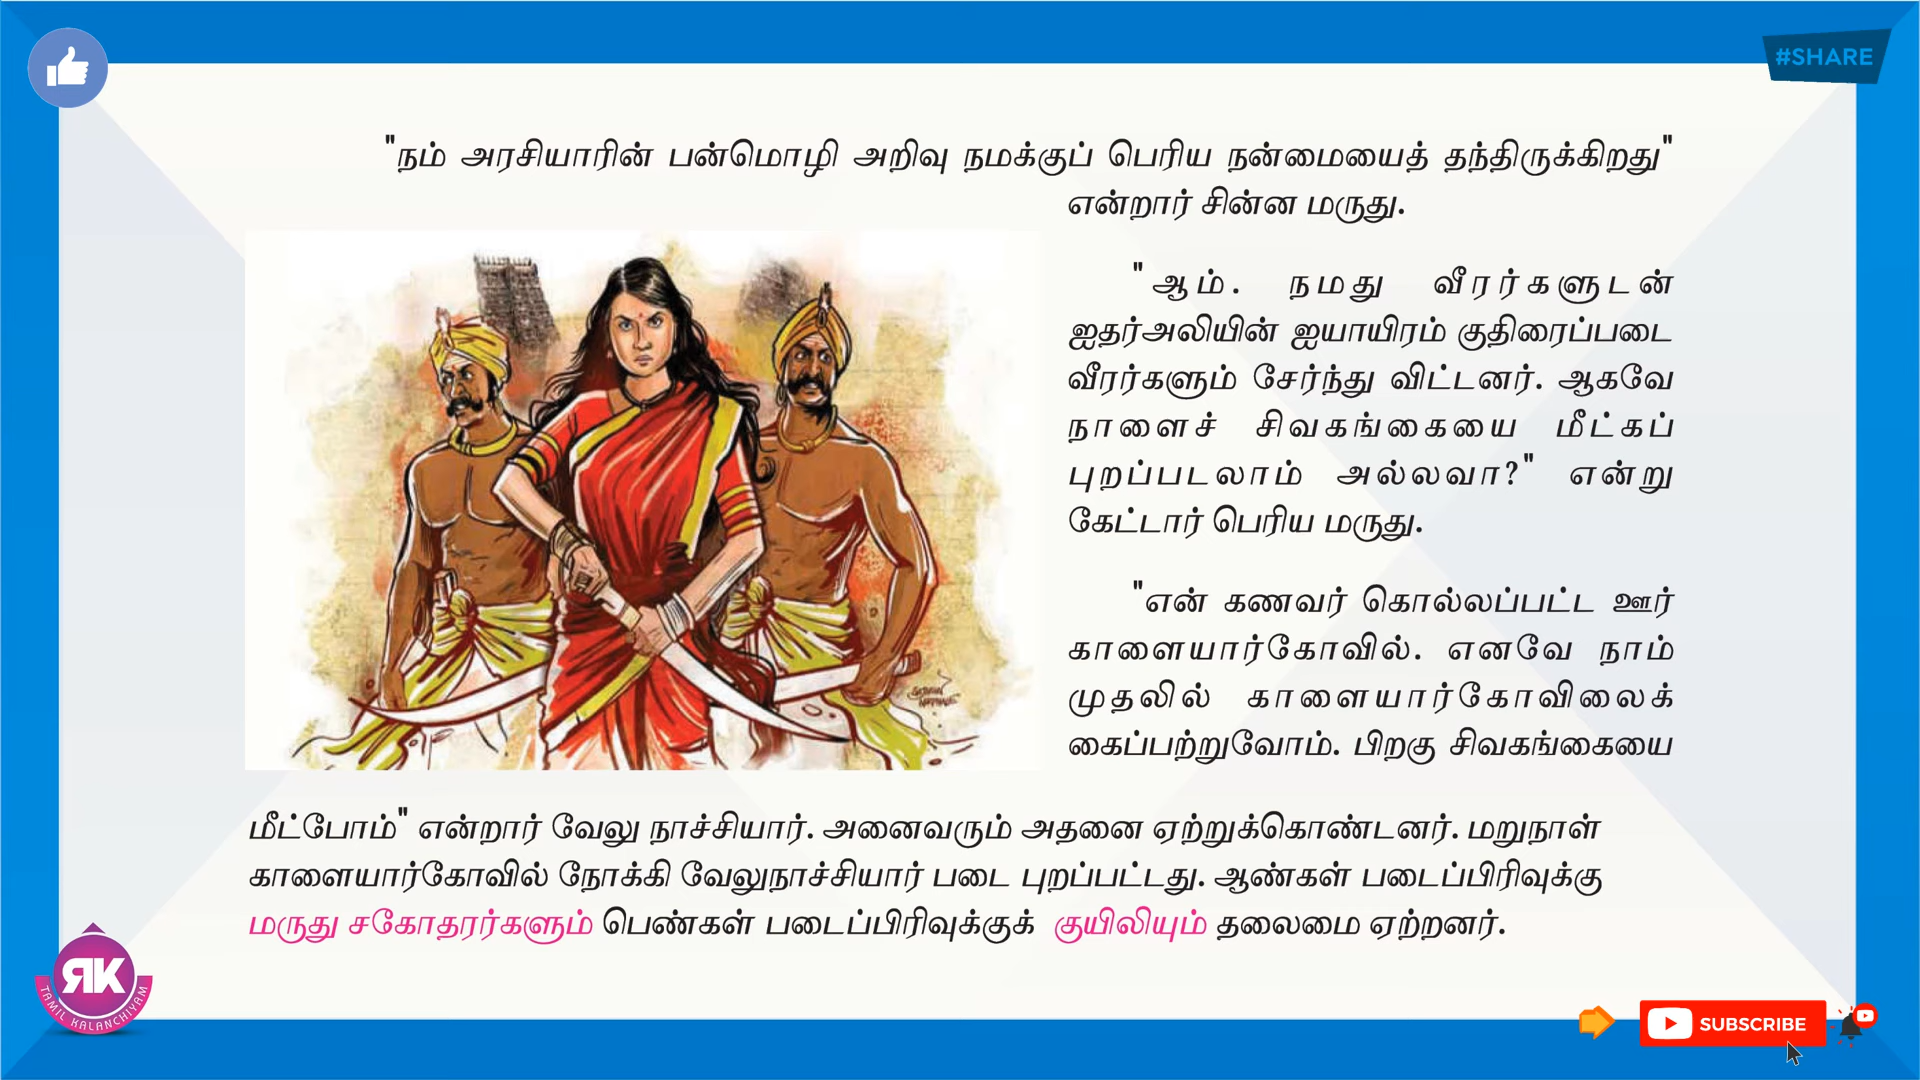 #SHARE
"நம் அரசியாரின் பன்மொழி அறிவு நமக்குப் பெரிய நன்மையைத் தந்திருக்கிறது"
என்றார் சின்ன மருது.
"ஆம். நமது வீரர்களுடன்
ஐதர்அலியின் ஐயாயிரம் குதிரைப்படை
வீரர்களும் சேர்ந்து விட்டனர். ஆகவே
நாளைச் சிவகங்கையை மீட்கப்
புறப்படலாம் அல்லவா?" என்று
கேட்டார் பெரிய மருது.
"என் கணவர் கொல்லப்பட்ட ஊர்
காளையார்கோவில். எனவே நாம்
முதலில் காளையார்கோவிலைக்
கைப்பற்றுவோம். பிறகு சிவகங்கையை
மீட்போம்" என்றார் வேலு நாச்சியார். அனைவரும் அதனை ஏற்றுக்கொண்டனர். மறுநாள்
காளையார்கோவில் நோக்கி வேலுநாச்சியார் படை புறப்பட்டது. ஆண்கள் படைப்பிரிவுக்கு
மருது சகோதரர்களும் பெண்கள் படைப்பிரிவுக்குக் குயிலியும் தலைமை ஏற்றனர்.
RK
TAMIL KALANCHIYAM
SUBSCRIBE